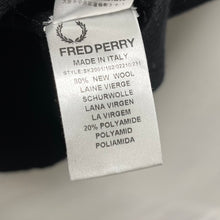 FRED PERRY
MADE IN ITALY
80% NEW WOOL
LAINE VIERGE
SCHURWOLLE
LANA VIRGEN
LA VIRGEM
20% POLYAMIDE
POLYAMID
POLIAMIDA